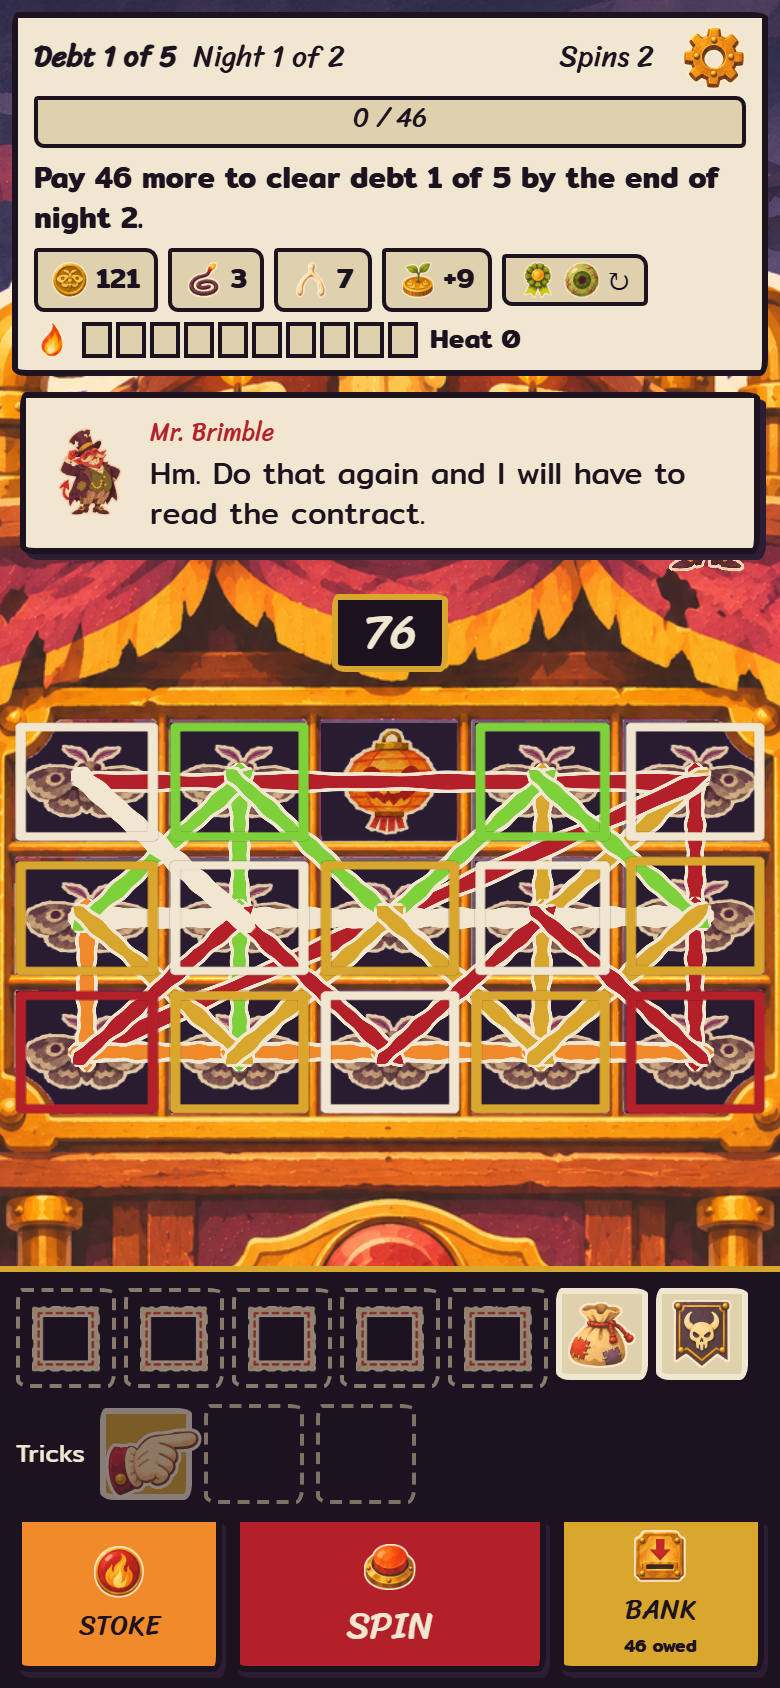 Debt 1 of 5 Night 1 of 2 Spins 2
0 / 46
Pay 46 more to clear debt 1 of 5 by the end of
night 2.
121 3 7 +9 ↻
Heat 0
Mr. Brimble
Hm. Do that again and I will have to
read the contract.
76
Tricks
STOKE
SPIN
BANK
46 owed